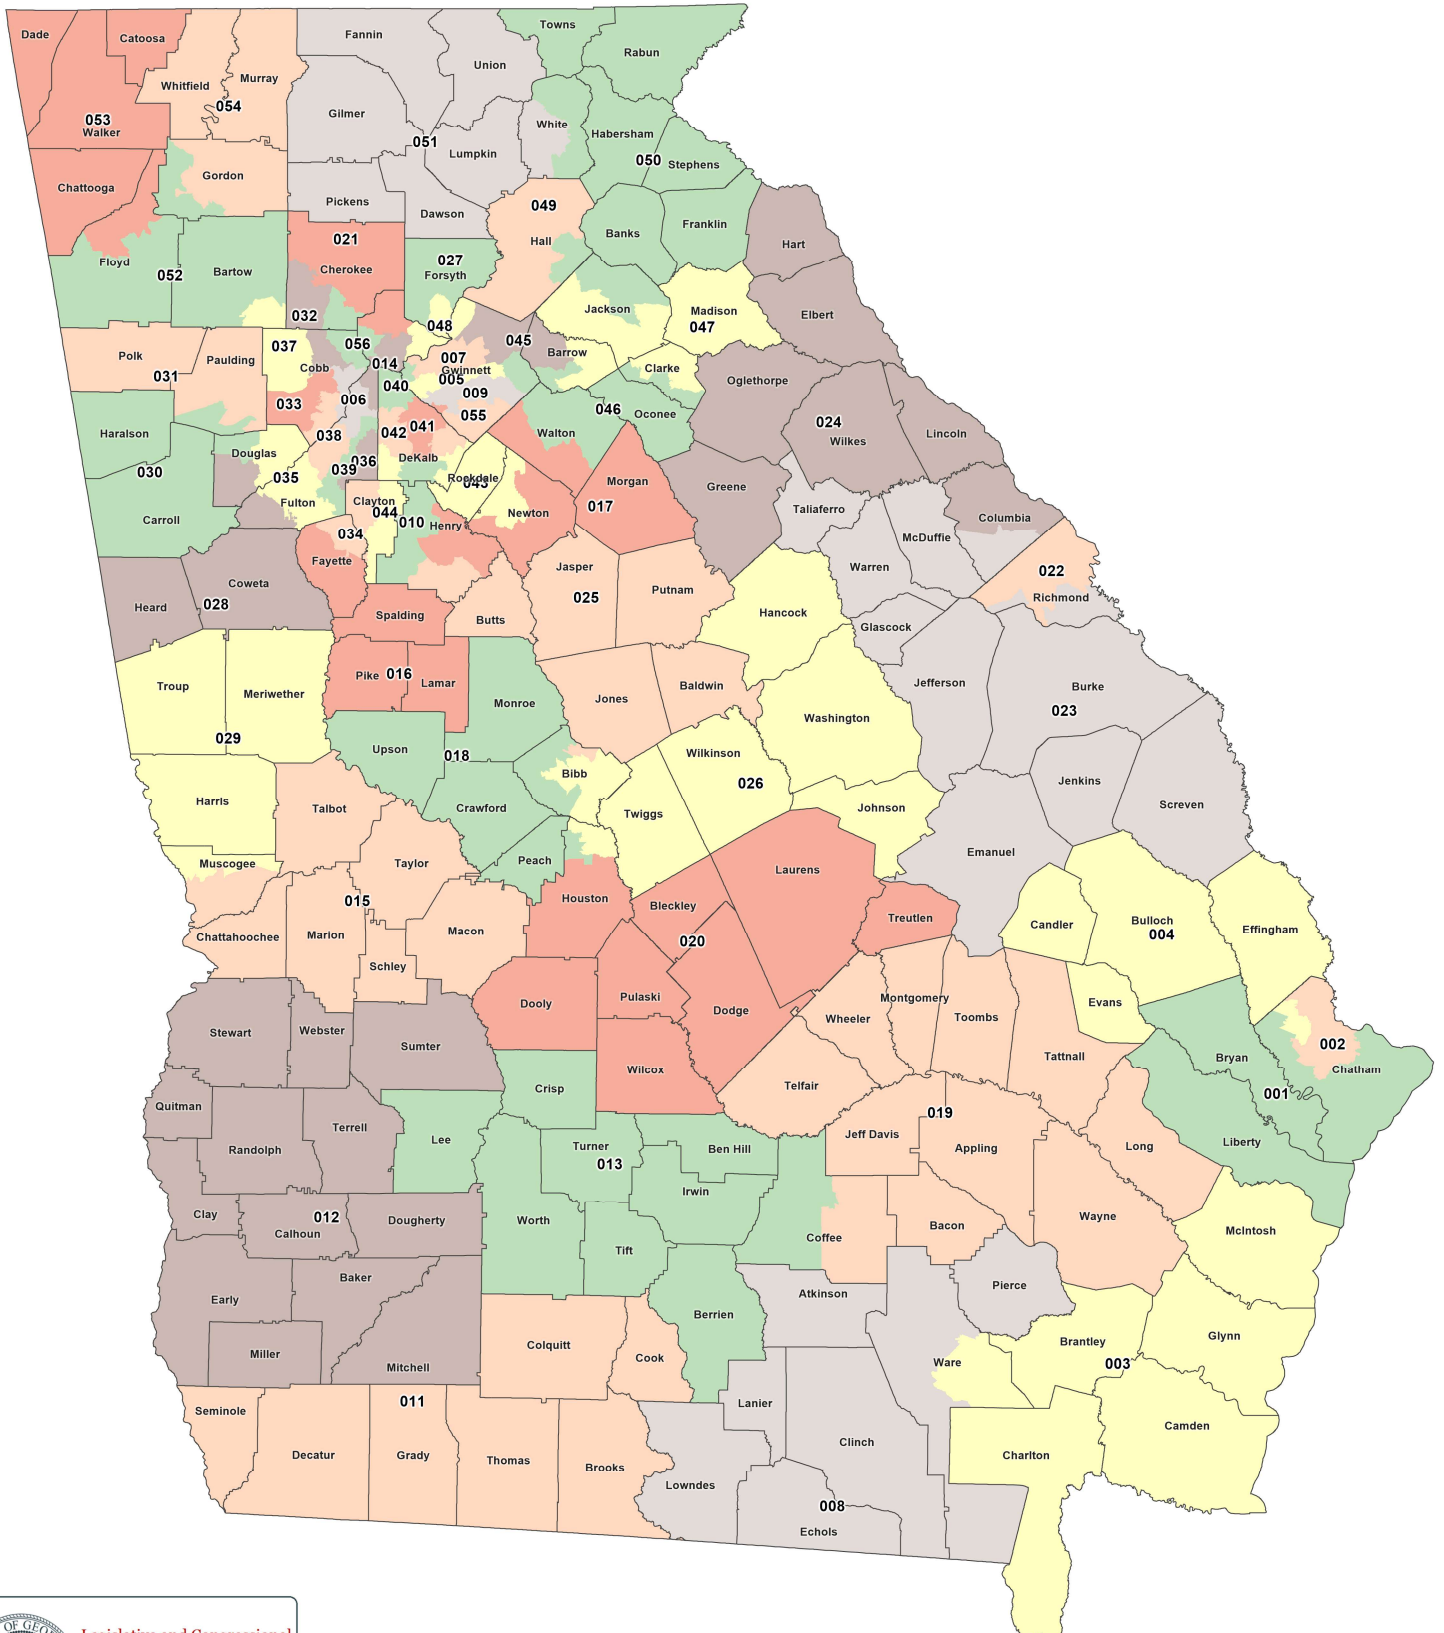 Dade
Catoosa
Whitfield
Murray
Fannin
Union
Towns
Rabun
053
Walker
054
Gilmer
051
Lumpkin
White
Habersham
050
Stephens
Chattooga
Gordon
Pickens
Dawson
049
Hall
Banks
Franklin
Hart
021
Cherokee
027
Forsyth
Floyd
052
Bartow
032
048
Jackson
Madison
047
Elbert
Polk
031
Paulding
037
Cobb
056
014
045
Barrow
007
Gwinnett
005
Clarke
Oglethorpe
033
006
040
009
055
046
Oconee
024
Wilkes
Lincoln
Haralson
030
Carroll
Douglas
035
Fulton
038
039
036
042
041
DeKalb
Walton
Rockdale
043
Newton
Morgan
017
Greene
Taliaferro
McDuffie
Columbia
Clayton
044
010
Henry
034
Fayette
Warren
022
Richmond
Heard
028
Coweta
Spalding
Butts
Jasper
025
Putnam
Hancock
Glascock
Troup
Meriwether
029
Pike
016
Lamar
Monroe
Jones
Baldwin
Washington
Jefferson
Burke
023
Upson
018
Crawford
Bibb
Wilkinson
026
Twiggs
Johnson
Jenkins
Screven
Harris
Talbot
Muscogee
Taylor
Peach
Emanuel
015
Houston
Bleckley
Laurens
Treutlen
Chattahoochee
Marion
Macon
Schley
020
Candler
Bulloch
004
Effingham
Dooly
Pulaski
Dodge
Wheeler
Montgomery
Toombs
Tattnall
Evans
Stewart
Webster
Sumter
Wilcox
Crisp
Telfair
Bryan
002
Chatham
001
Liberty
Quitman
Randolph
Terrell
Lee
Turner
013
Ben Hill
Irwin
Jeff Davis
019
Appling
Long
Clay
012
Calhoun
Dougherty
Worth
Tift
Coffee
Bacon
Wayne
McIntosh
Early
Baker
Miller
Mitchell
Colquitt
Cook
Berrien
Atkinson
Pierce
Ware
Brantley
003
Glynn
Seminole
011
Decatur
Grady
Thomas
Brooks
Lanier
Lowndes
Clinch
008
Echols
Charlton
Camden
OF GEO
Legislative and Congressional